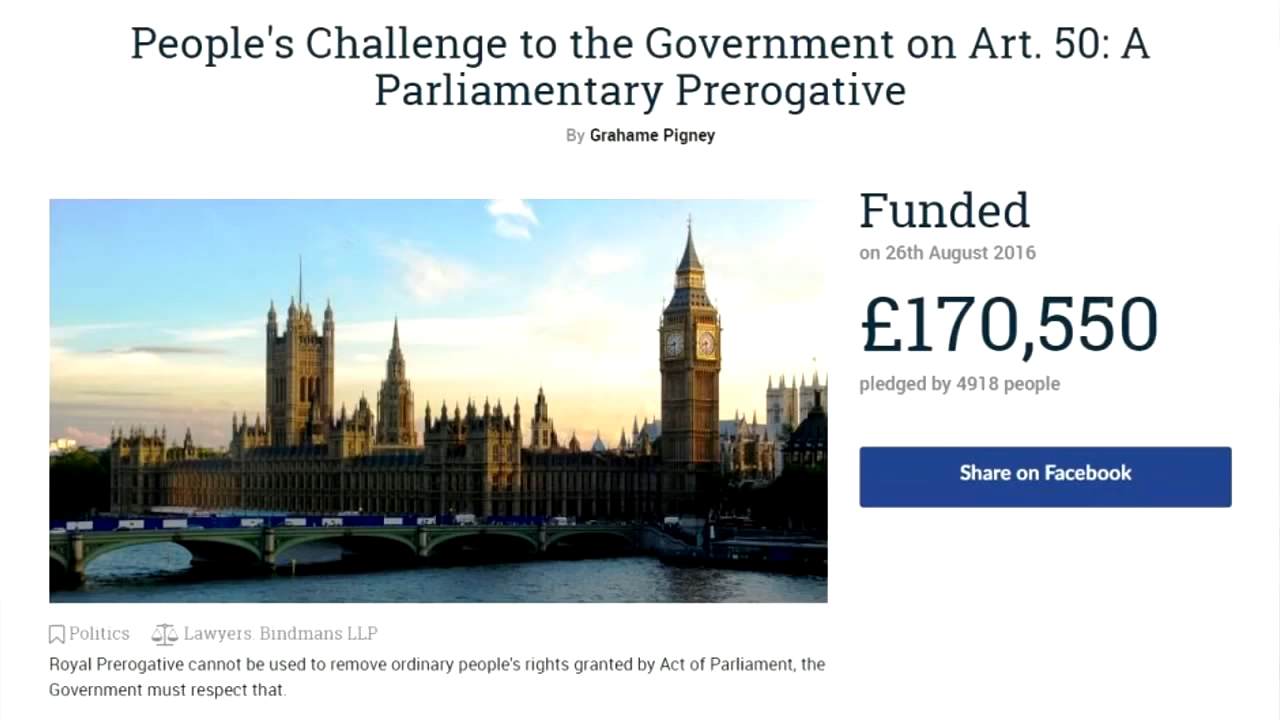 People's Challenge to the Government on Art. 50: A
Parliamentary Prerogative
By Grahame Pigney
Funded
on 26th August 2016
£170,550
pledged by 4918 people
Share on Facebook
Politics Lawyers: Bindmans LLP
Royal Prerogative cannot be used to remove ordinary people's rights granted by Act of Parliament, the
Government must respect that.